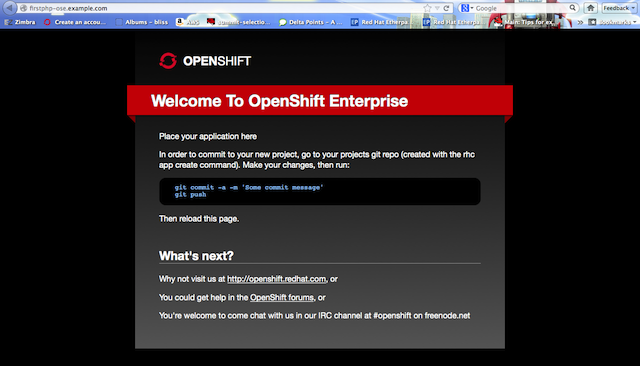 firstphp-ose.example.com
Google
Zimbra
Create an accou...
Albums - bliss
AWS
Delta Points - A...
Red Hat Etherpa
Red Hat Etherpa
Main: Tips for ex
Bookmarks
Feedback
OPENSHIFT
Welcome To OpenShift Enterprise
Place your application here
In order to commit to your new project, go to your projects git repo (created with the rhc
app create command). Make your changes, then run:
git commit -a -m 'Some commit message'
git push
Then reload this page.
What's next?
Why not visit us at http://openshift.redhat.com, or
You could get help in the OpenShift forums, or
You're welcome to come chat with us in our IRC channel at #openshift on freenode.net